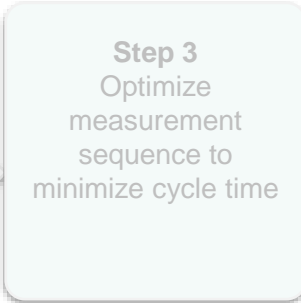 Step 3
Optimize
measurement
sequence to
minimize cycle time